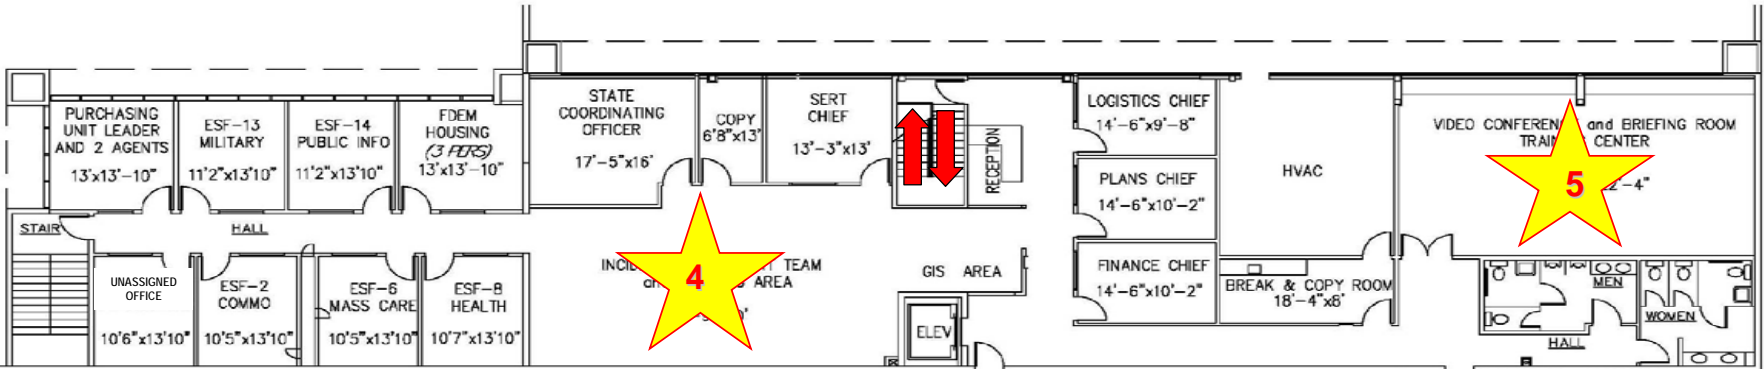 PURCHASING
UNIT LEADER
AND 2 AGENTS
13'x13'-10"
ESF-13
MILITARY
11'2"x13'10"
ESF-14
PUBLIC INFO
11'2"x13'10"
FDEM
HOUSING
(3 PERS)
13'x13'-10"
STATE
COORDINATING
OFFICER
17'-5"x16'
COPY
6'8"x13'
SERT
CHIEF
13'-3"x13'
RECEPTION
LOGISTICS CHIEF
14'-6"x9'-8"
PLANS CHIEF
14'-6"x10'-2"
FINANCE CHIEF
14'-6"x10'-2"
HVAC
BREAK & COPY ROOM
18'-4"x8'
VIDEO and BRIEFING ROOM
CENTER
5
STAIR
HALL
UNASSIGNED
OFFICE
10'6"x13'10"
ESF-2
COMMO
10'5"x13'10"
ESF-6
MASS CARE
10'5"x13'10"
ESF-8
HEALTH
10'7"x13'10"
TEAM
4
AREA
GIS AREA
ELEV
MEN
WOMEN
HALL